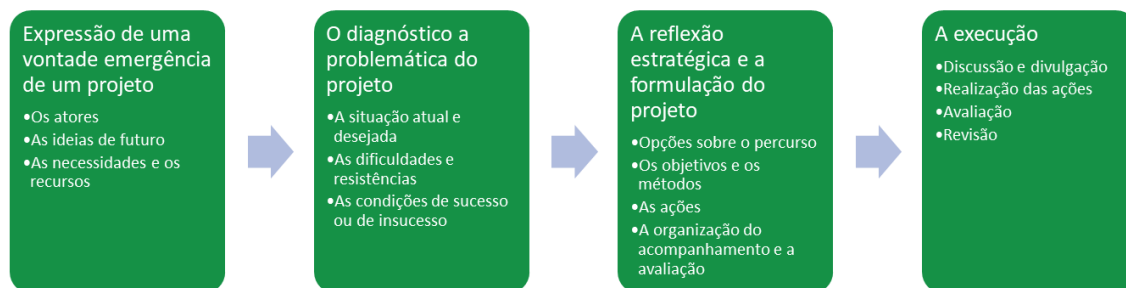 Expressão de uma
vontade emergência
de um projeto
•Os atores
•As ideias de futuro
•As necessidades e os
recursos
O diagnóstico a
problemática do
projeto
•A situação atual e
desejada
•As dificuldades e
resistências
•As condições de sucesso
ou de insucesso
A reflexão
estratégica e a
formulação do
projeto
•Opções sobre o percurso
•Os objetivos e os
métodos
•As ações
•A organização do
acompanhamento e a
avaliação
A execução
•Discussão e divulgação
•Realização das ações
•Avaliação
•Revisão